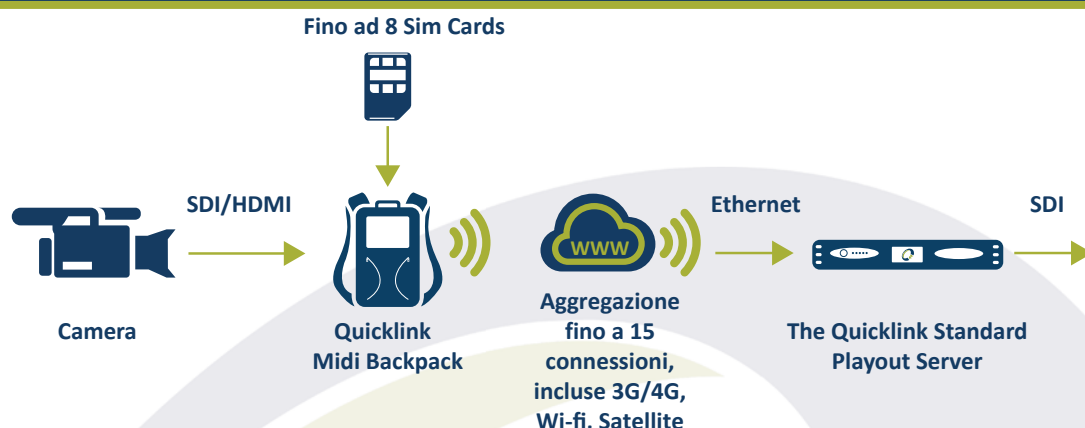 Fino ad 8 Sim Cards
SDI/HDMI
Ethernet
SDI
www
Camera
Quicklink
Midi Backpack
Aggregazione
fino a 15
connessioni,
incluse 3G/4G,
Wi-fi, Satellite
The Quicklink Standard
Playout Server